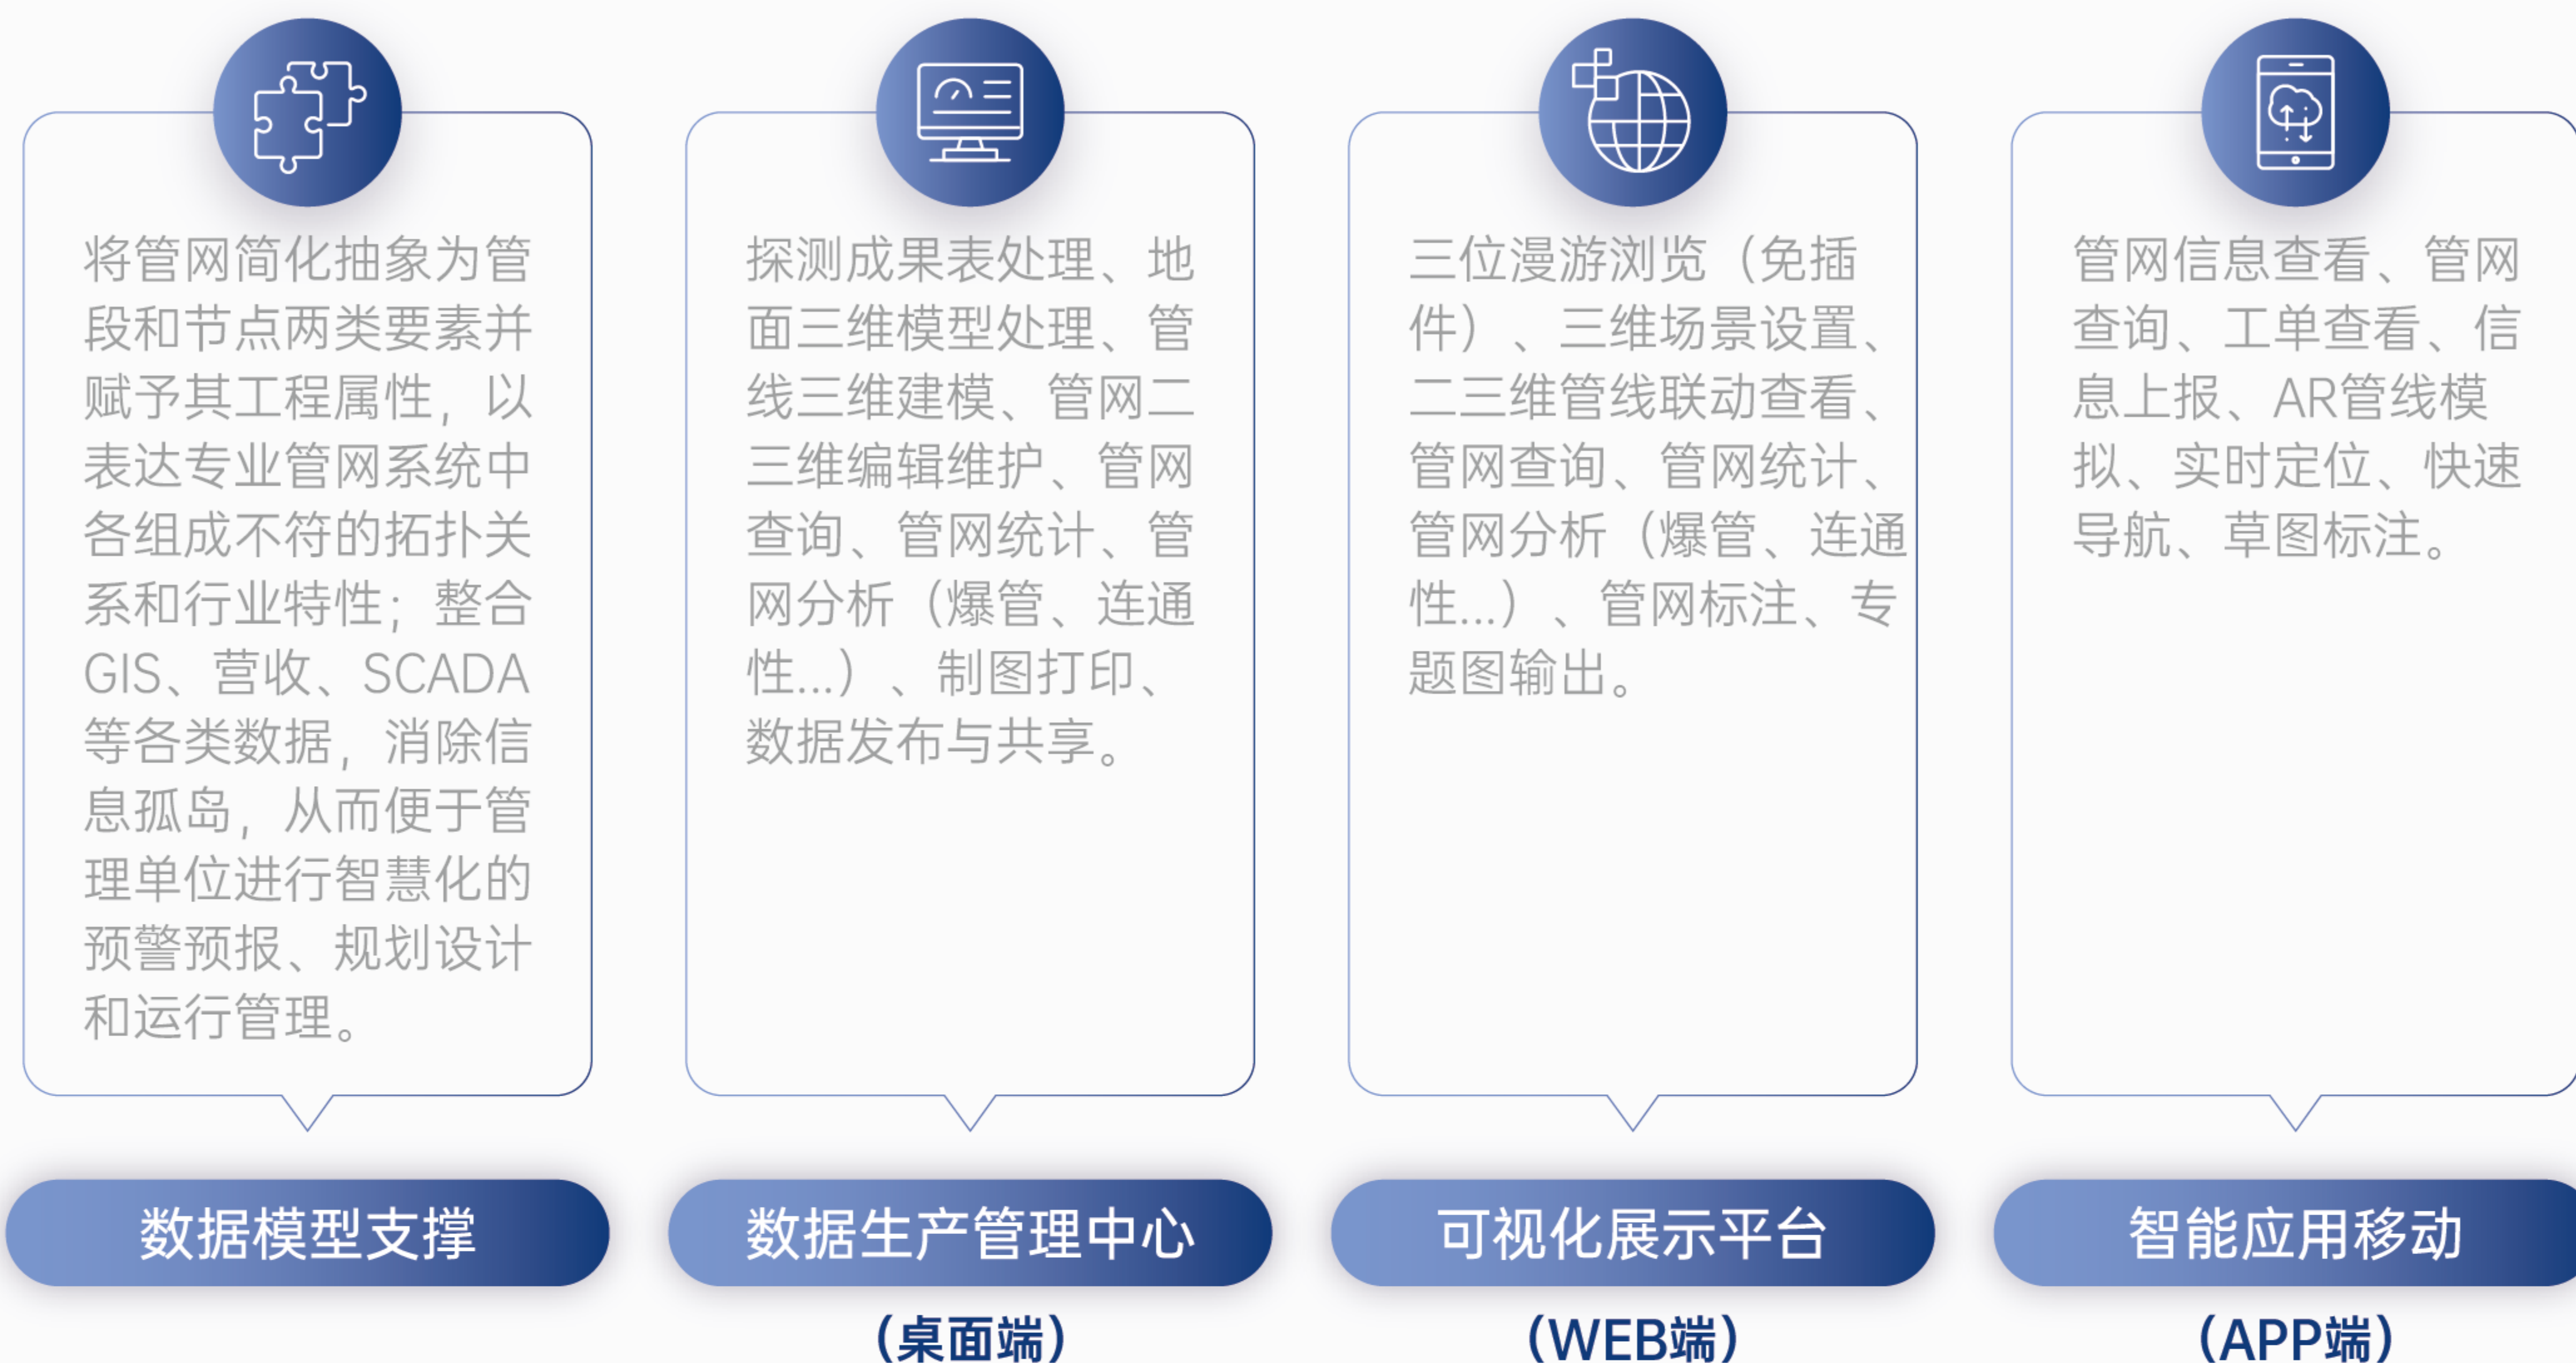 将管网简化抽象为管
段和节点两类要素并
赋予其工程属性，以
表达专业管网系统中
各组成不符的拓扑关
系和行业特性；整合
GIS、营收、SCADA
等各类数据，消除信
息孤岛，从而便于管
理单位进行智慧化的
预警预报、规划设计
和运行管理。
数据模型支撑
探测成果表处理、地
面三维模型处理、管
线三维建模、管网二
三维编辑维护、管网
查询、管网统计、管
网分析（爆管、连通
性...）、制图打印、
数据发布与共享。
数据生产管理中心
（桌面端）
三位漫游浏览（免插
件）、三维场景设置、
二三维管线联动查看、
管网查询、管网统计、
管网分析（爆管、连通
性...）、管网标注、专
题图输出。
可视化展示平台
（WEB端）
管网信息查看、管网
查询、工单查看、信
息上报、AR管线模
拟、实时定位、快速
导航、草图标注。
智能应用移动
（APP端）